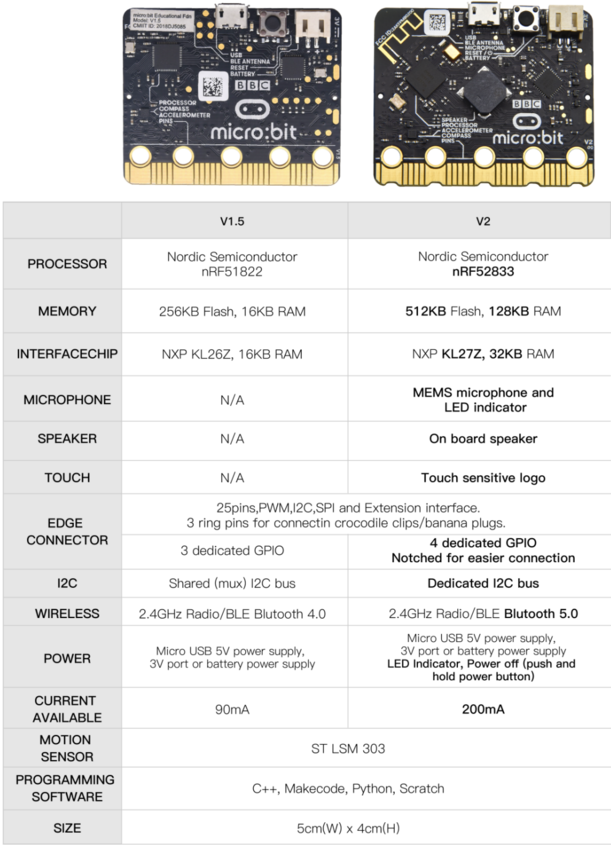 micro:bit Educational Fan
Model: V1.5
USB
BLE ANTENNA
RESET
BATTERY
BBC
PROCESSOR
COMPASS
ACCELEROMETER
PINS
micro:bit
USB
BLE ANTENNA
MICROPHONE
RESET / ⏻
BATTERY
BBC
SPEAKER
PROCESSOR
ACCELEROMETER
COMPASS
PINS
micro:bit
V2
V1.5 V2
PROCESSOR
Nordic Semiconductor
nRF51822
Nordic Semiconductor
nRF52833
MEMORY 256KB Flash, 16KB RAM 512KB Flash, 128KB RAM
INTERFACECHIP NXP KL26Z, 16KB RAM NXP KL27Z, 32KB RAM
MICROPHONE N/A
MEMS microphone and
LED indicator
SPEAKER N/A On board speaker
TOUCH N/A Touch sensitive logo
EDGE
CONNECTOR
25pins,PWM,I2C,SPI and Extension interface.
3 ring pins for connectin crocodile clips/banana plugs.
3 dedicated GPIO
4 dedicated GPIO
Notched for easier connection
I2C Shared (mux) I2C bus Dedicated I2C bus
WIRELESS 2.4GHz Radio/BLE Blutooth 4.0 2.4GHz Radio/BLE Blutooth 5.0
POWER
Micro USB 5V power supply,
3V port or battery power supply
Micro USB 5V power supply,
3V port or battery power supply
LED Indicator, Power off (push and
hold power button)
CURRENT
AVAILABLE
90mA 200mA
MOTION
SENSOR
ST LSM 303
PROGRAMMING
SOFTWARE
C++, Makecode, Python, Scratch
SIZE 5cm(W) x 4cm(H)